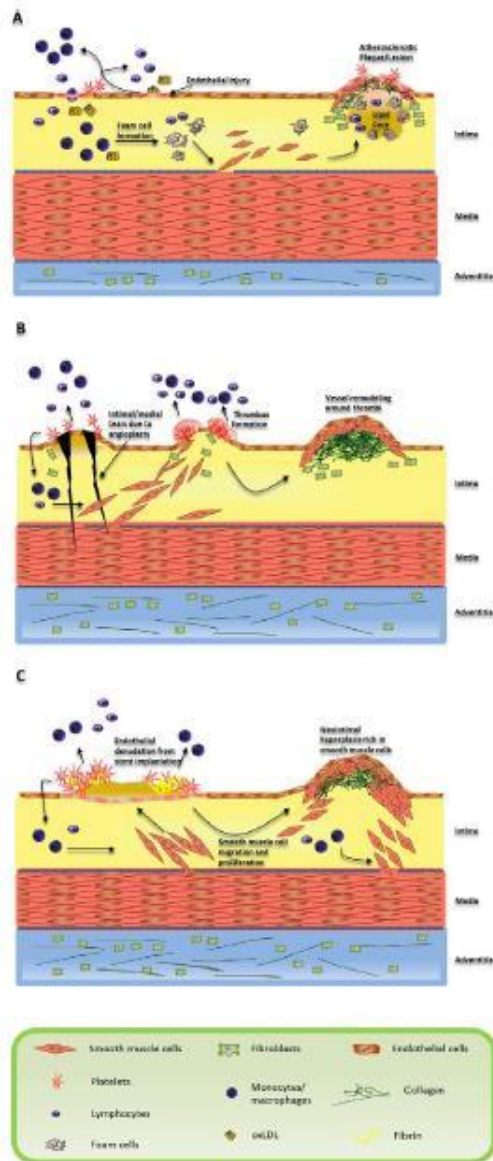 A
Atherosclerotic
Plaque/Lesion
Endothelial injury
Foam cell
formation
Lipid
Core
Intima
Media
Adventitia
B
Intimal/medial
tears due to
angioplasty
Thrombus
formation
Vessel remodeling
around thrombi
Intima
Media
Adventitia
C
Endothelial
denudation from
stent implantation
Neointimal
hyperplasia rich in
smooth muscle cells
Smooth muscle cell
migration and
proliferation
Intima
Media
Adventitia
Smooth muscle cells
Fibroblasts
Endothelial cells
Platelets
Monocytes/
macrophages
Collagen
Lymphocytes
Foam cells
oxLDL
Fibrin